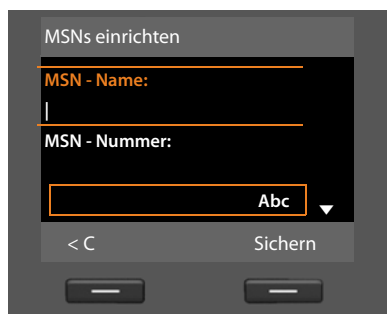 MSNs einrichten
MSN - Name:
MSN - Nummer:
Abc
< C Sichern